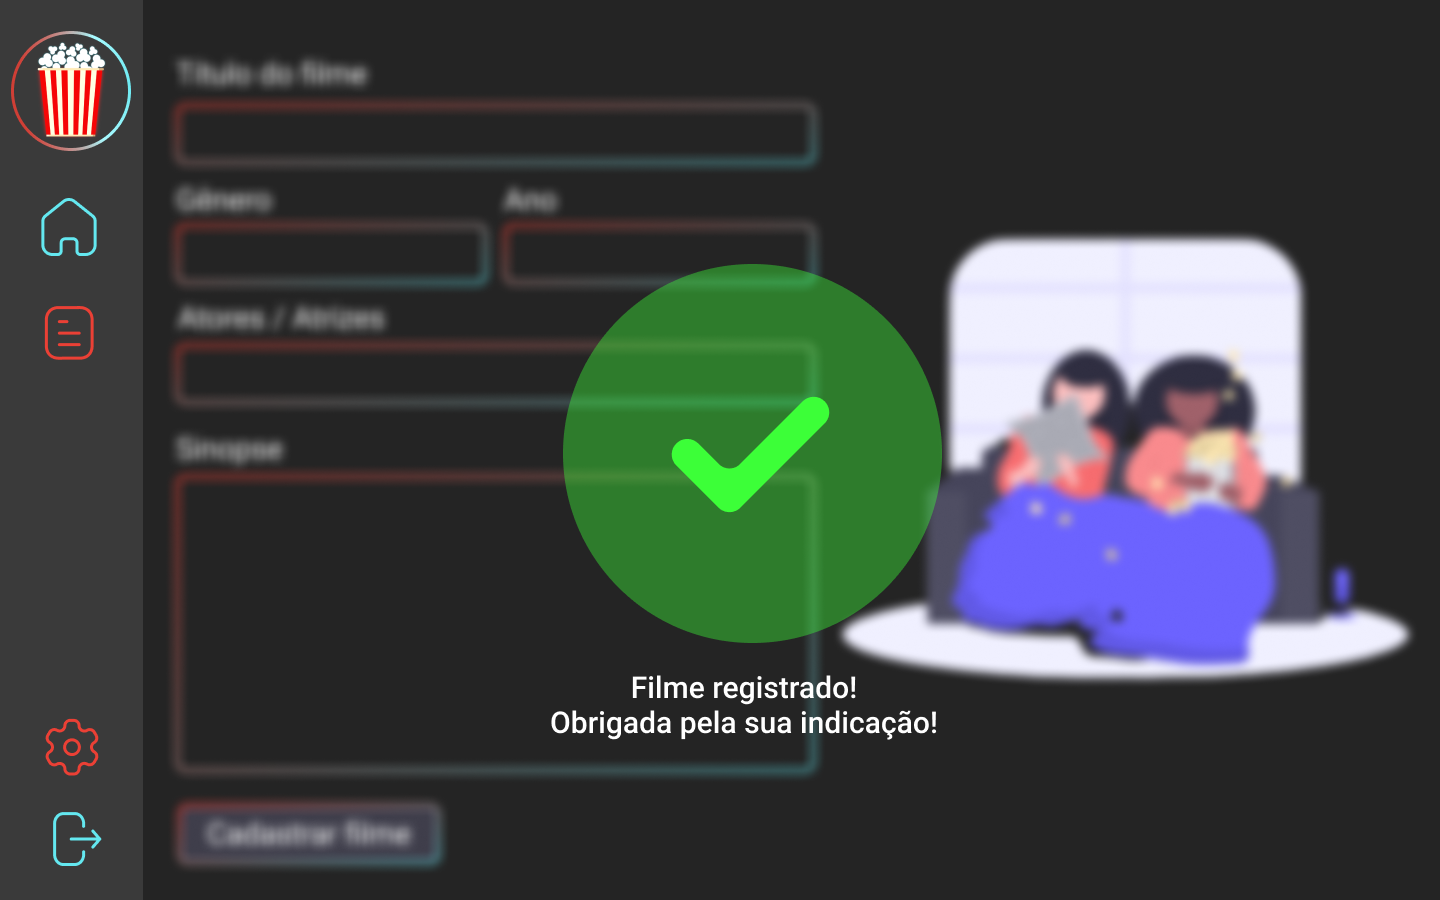 Título do filme
Gênero
Ano
Atores / Atrizes
Sinopse
Filme registrado!
Obrigada pela sua indicação!
Cadastrar filme